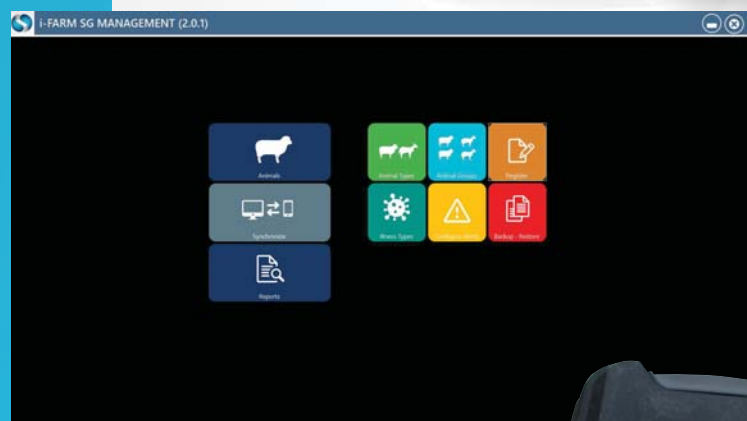 i-FARM SG MANAGEMENT (2.0.1)
Animals
Animal Types
Animal Groups
Register
Synchronize
Illness Types
Backup - Restore
Reports